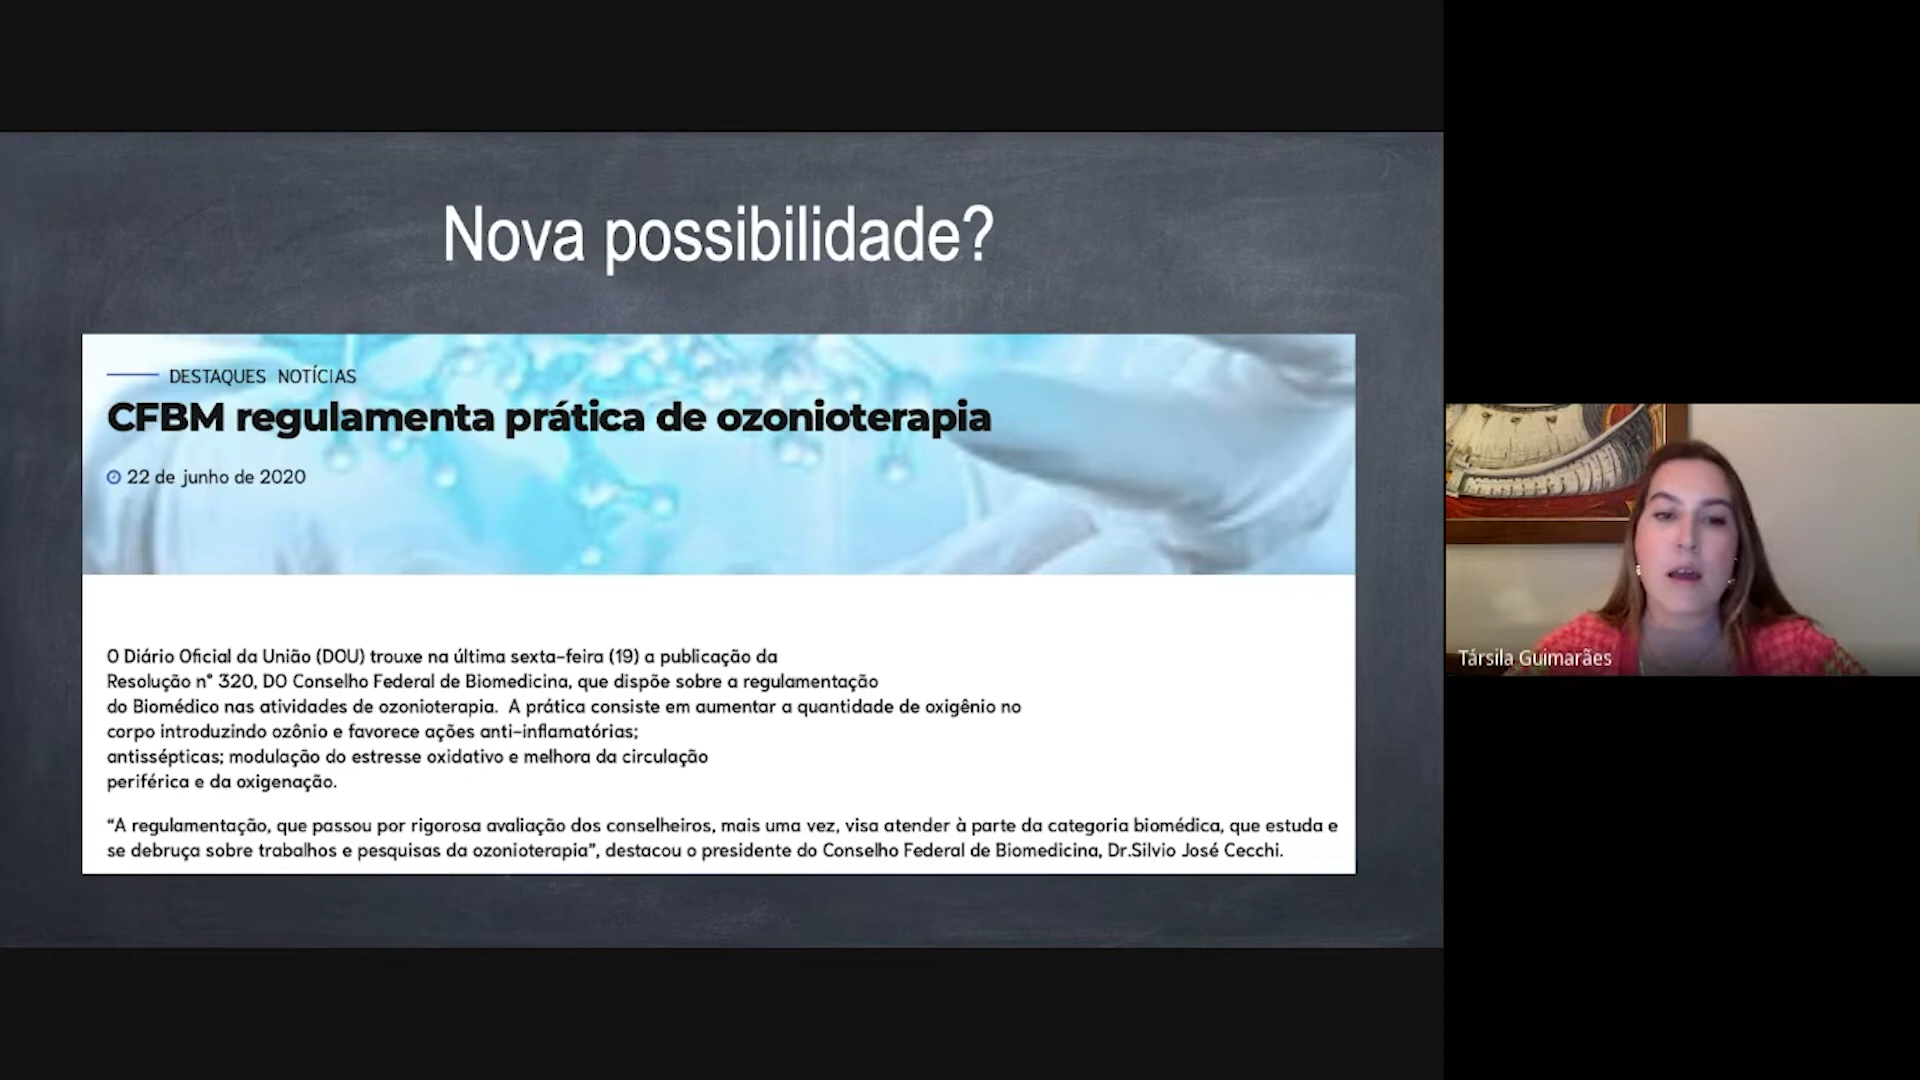 Nova possibilidade?
DESTAQUES NOTÍCIAS
CFBM regulamenta prática de ozonioterapia
22 de junho de 2020
O Diário Oficial da União (DOU) trouxe na última sexta-feira (19) a publicação da
Resolução n° 320, DO Conselho Federal de Biomedicina, que dispõe sobre a regulamentação
do Biomédico nas atividades de ozonioterapia. A prática consiste em aumentar a quantidade de oxigênio no
corpo introduzindo ozônio e favorece ações anti-inflamatórias;
antissépticas; modulação do estresse oxidativo e melhora da circulação
periférica e da oxigenação.
“A regulamentação, que passou por rigorosa avaliação dos conselheiros, mais uma vez, visa atender à parte da categoria biomédica, que estuda e
se debruça sobre trabalhos e pesquisas da ozonioterapia”, destacou o presidente do Conselho Federal de Biomedicina, Dr.Silvio José Cecchi.
Társila Guimarães